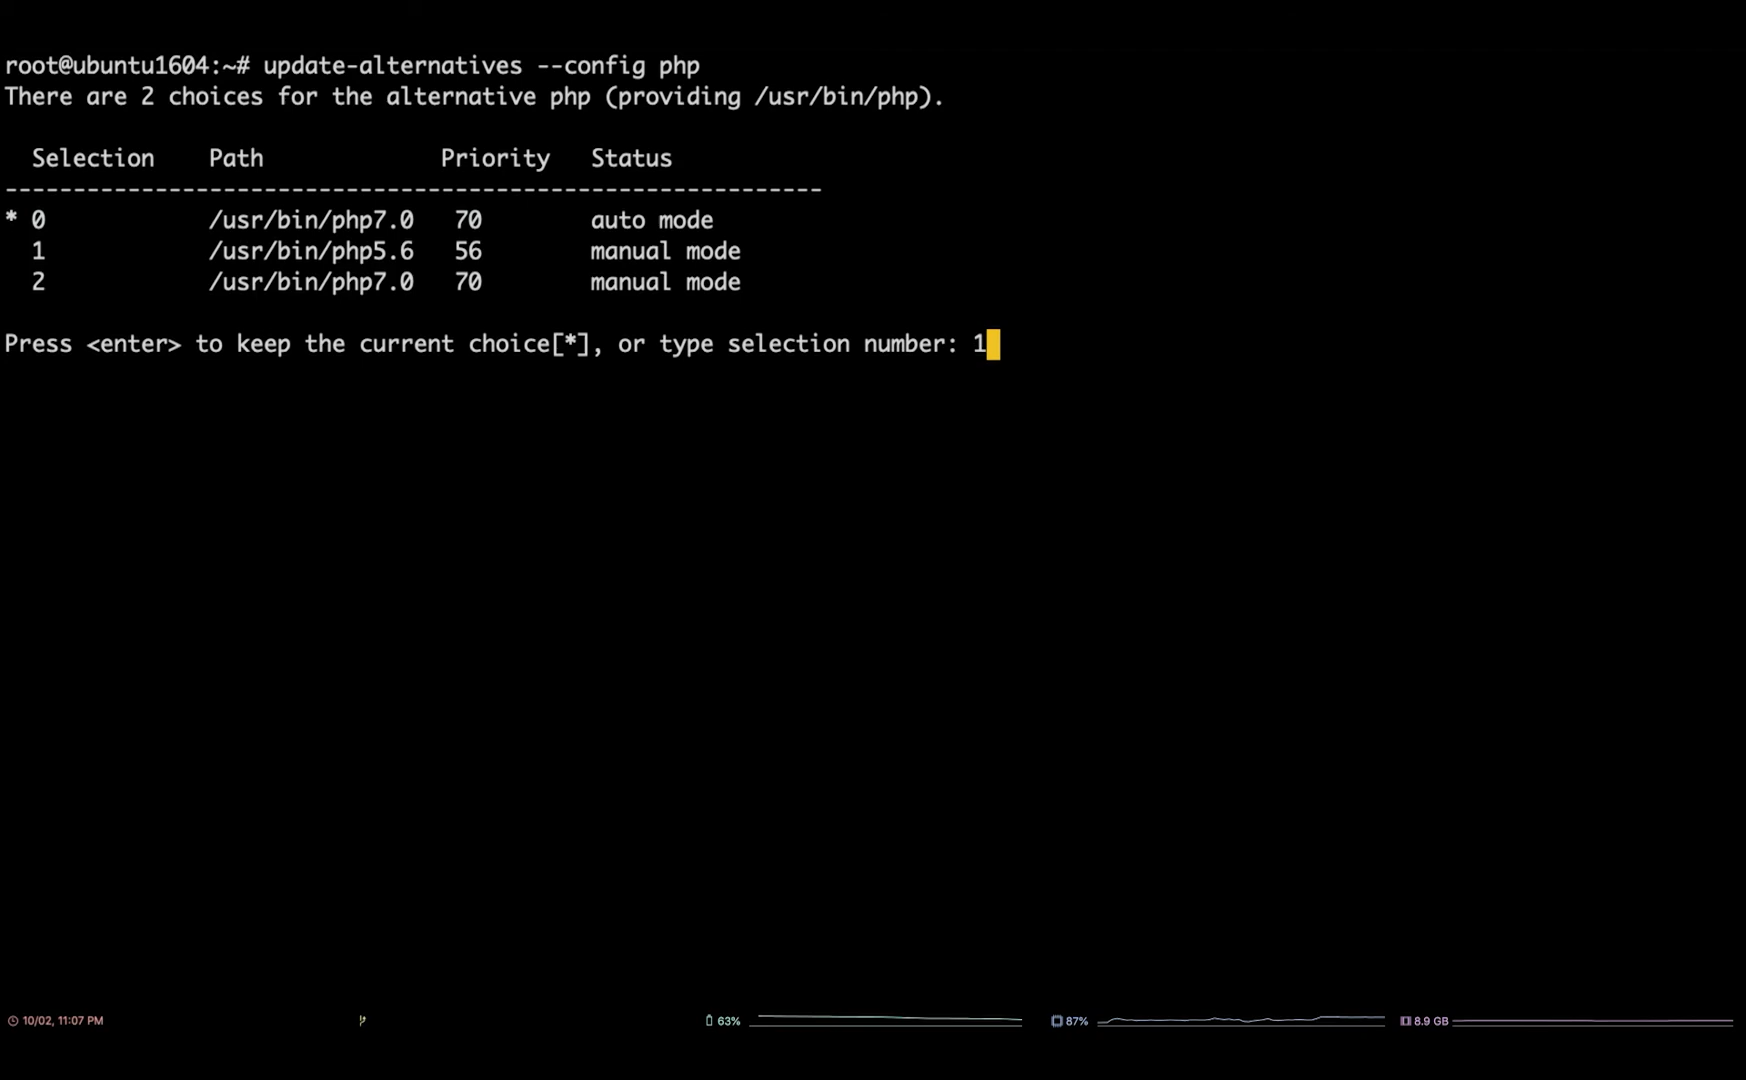 root@ubuntu1604:~# update-alternatives --config php
There are 2 choices for the alternative php (providing /usr/bin/php).
  Selection    Path             Priority   Status
------------------------------------------------------------
* 0            /usr/bin/php7.0   70        auto mode
  1            /usr/bin/php5.6   56        manual mode
  2            /usr/bin/php7.0   70        manual mode
Press <enter> to keep the current choice[*], or type selection number: 1
10/02, 11:07 PM 63% 87% 8.9 GB